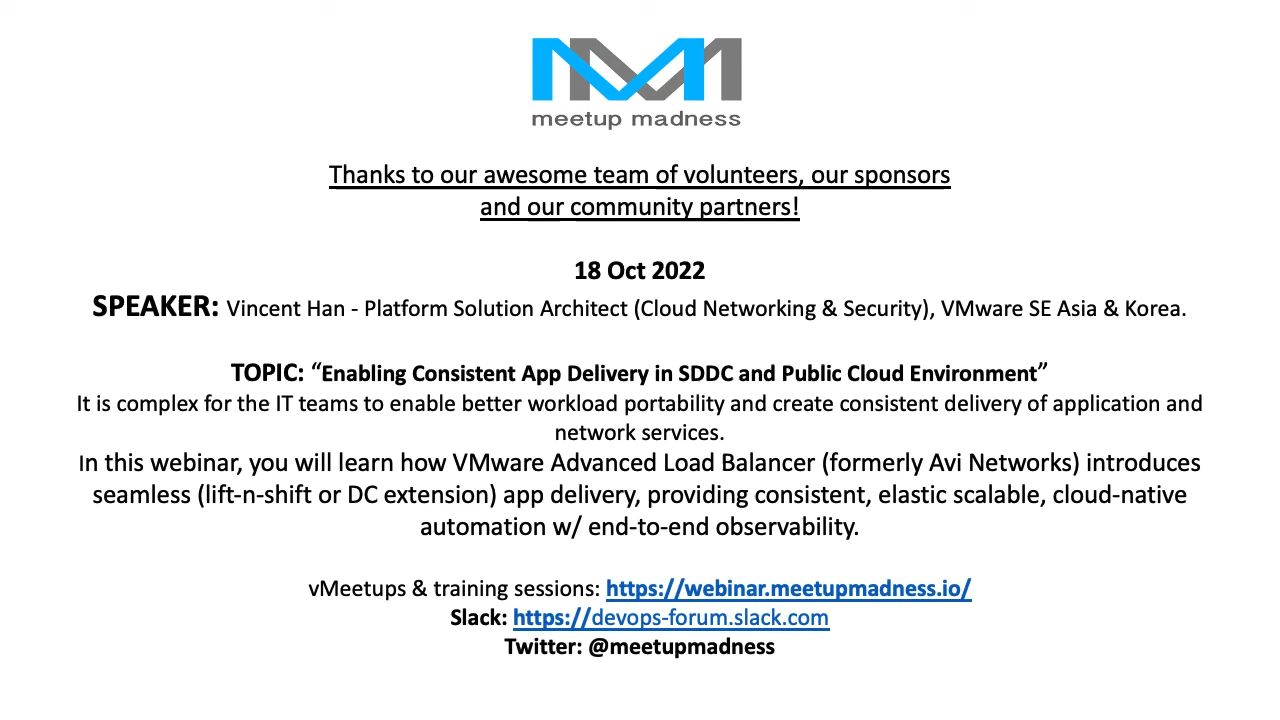 meetup madness
Thanks to our awesome team of volunteers, our sponsors
and our community partners!
18 Oct 2022
SPEAKER: Vincent Han - Platform Solution Architect (Cloud Networking & Security), VMware SE Asia & Korea.
TOPIC: “Enabling Consistent App Delivery in SDDC and Public Cloud Environment”
It is complex for the IT teams to enable better workload portability and create consistent delivery of application and
network services.
In this webinar, you will learn how VMware Advanced Load Balancer (formerly Avi Networks) introduces
seamless (lift-n-shift or DC extension) app delivery, providing consistent, elastic scalable, cloud-native
automation w/ end-to-end observability.
vMeetups & training sessions: https://webinar.meetupmadness.io/
Slack: https://devops-forum.slack.com
Twitter: @meetupmadness